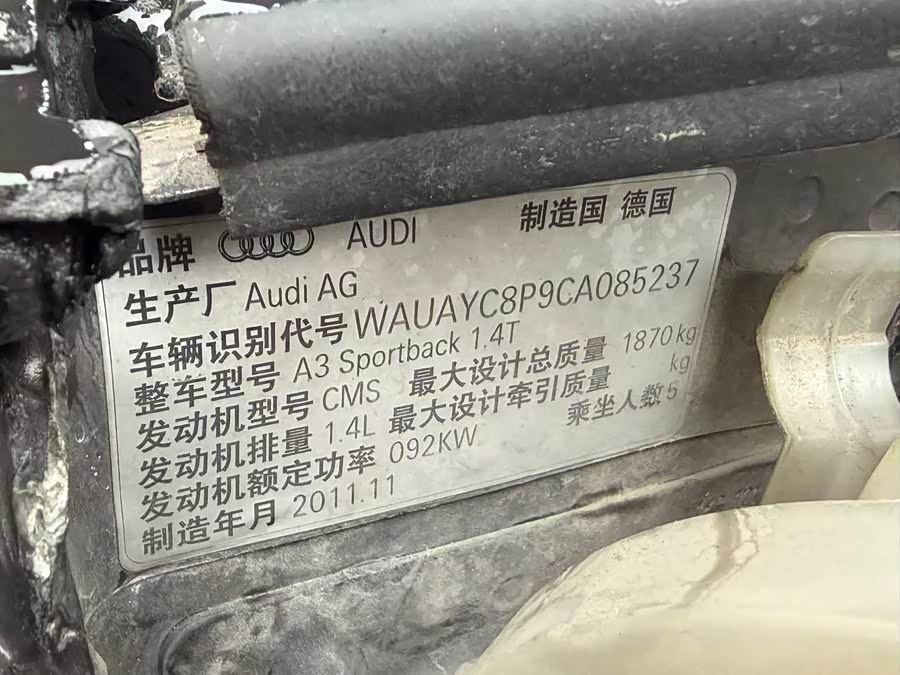 品牌 AUDI 制造国 德国
生产厂 Audi AG
车辆识别代号 WAUAYC8P9CA085237
整车型号 A3 Sportback 1.4T
发动机型号 CMS 最大设计总质量 1870kg
发动机排量 1.4L 最大设计牵引质量 kg
发动机额定功率 092KW 乘坐人数 5
制造年月 2011.11